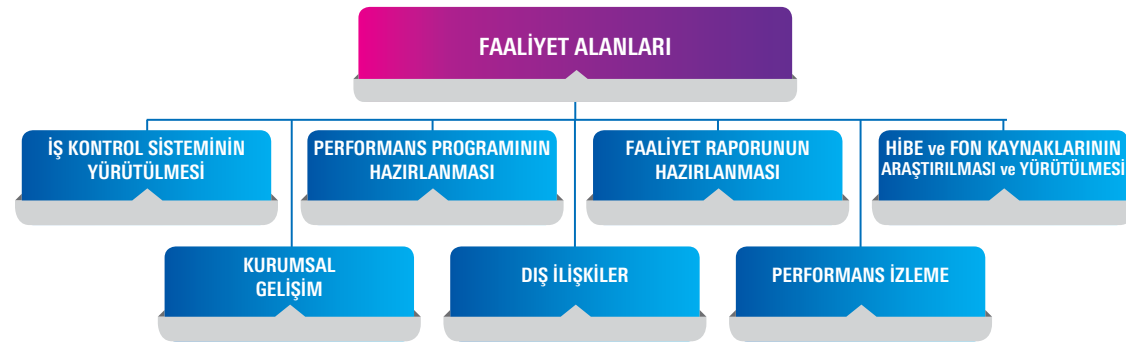 FAALİYET ALANLARI
İŞ KONTROL SİSTEMİNİN
YÜRÜTÜLMESİ
PERFORMANS PROGRAMININ
HAZIRLANMASI
FAALİYET RAPORUNUN
HAZIRLANMASI
HİBE ve FON KAYNAKLARININ
ARAŞTIRILMASI ve YÜRÜTÜLMESİ
KURUMSAL
GELİŞİM
DIŞ İLİŞKİLER
PERFORMANS İZLEME